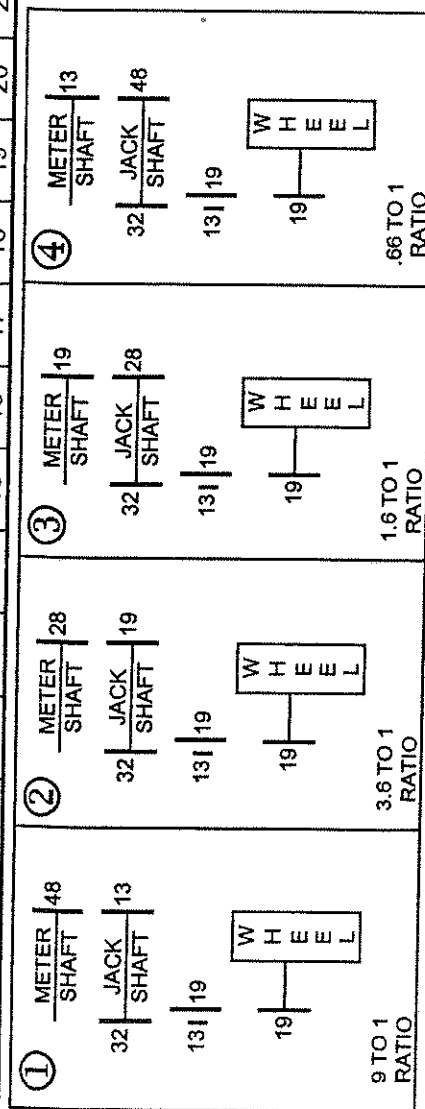 ①
METER
SHAFT
48
JACK
SHAFT
32
13
13 19
19
WHEEL
9 TO 1
RATIO
②
METER
SHAFT
28
JACK
SHAFT
32
19
13 19
19
WHEEL
3.6 TO 1
RATIO
③
METER
SHAFT
19
JACK
SHAFT
32
28
13 19
19
WHEEL
1.6 TO 1
RATIO
④
METER
SHAFT
13
JACK
SHAFT
32
48
13 19
19
WHEEL
.66 TO 1
RATIO